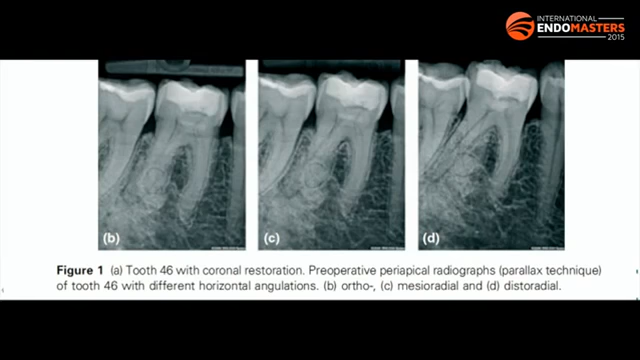 INTERNATIONAL
ENDOMASTERS
2015
(b)
(c)
(d)
Figure 1 (a) Tooth 46 with coronal restoration. Preoperative periapical radiographs (parallax technique)
of tooth 46 with different horizontal angulations. (b) ortho-, (c) mesioradial and (d) distoradial.